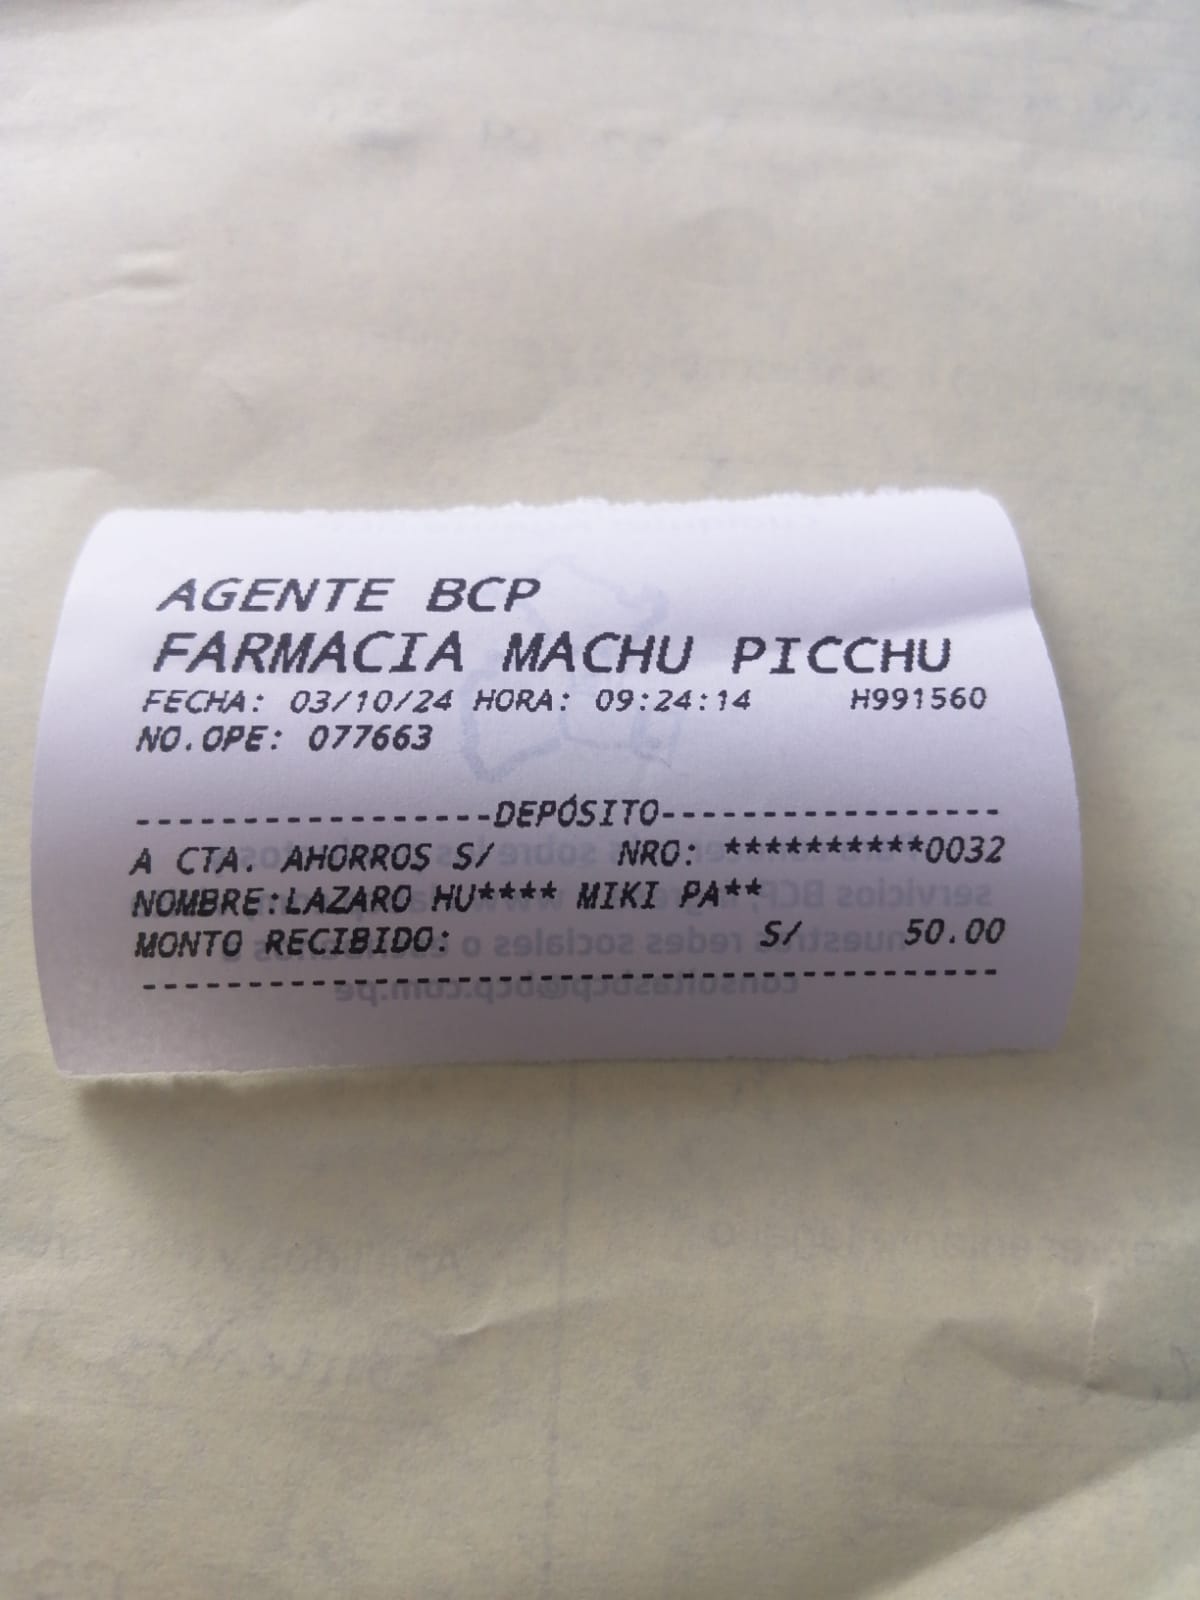 AGENTE BCP
FARMACIA MACHU PICCHU
FECHA: 03/10/24 HORA: 09:24:14 H991560
NO.OPE: 077663
-----------------DEPÓSITO-----------------
A CTA. AHORROS S/ NRO: **********0032
NOMBRE:LAZARO HU**** MIKI PA**
MONTO RECIBIDO: S/ 50.00